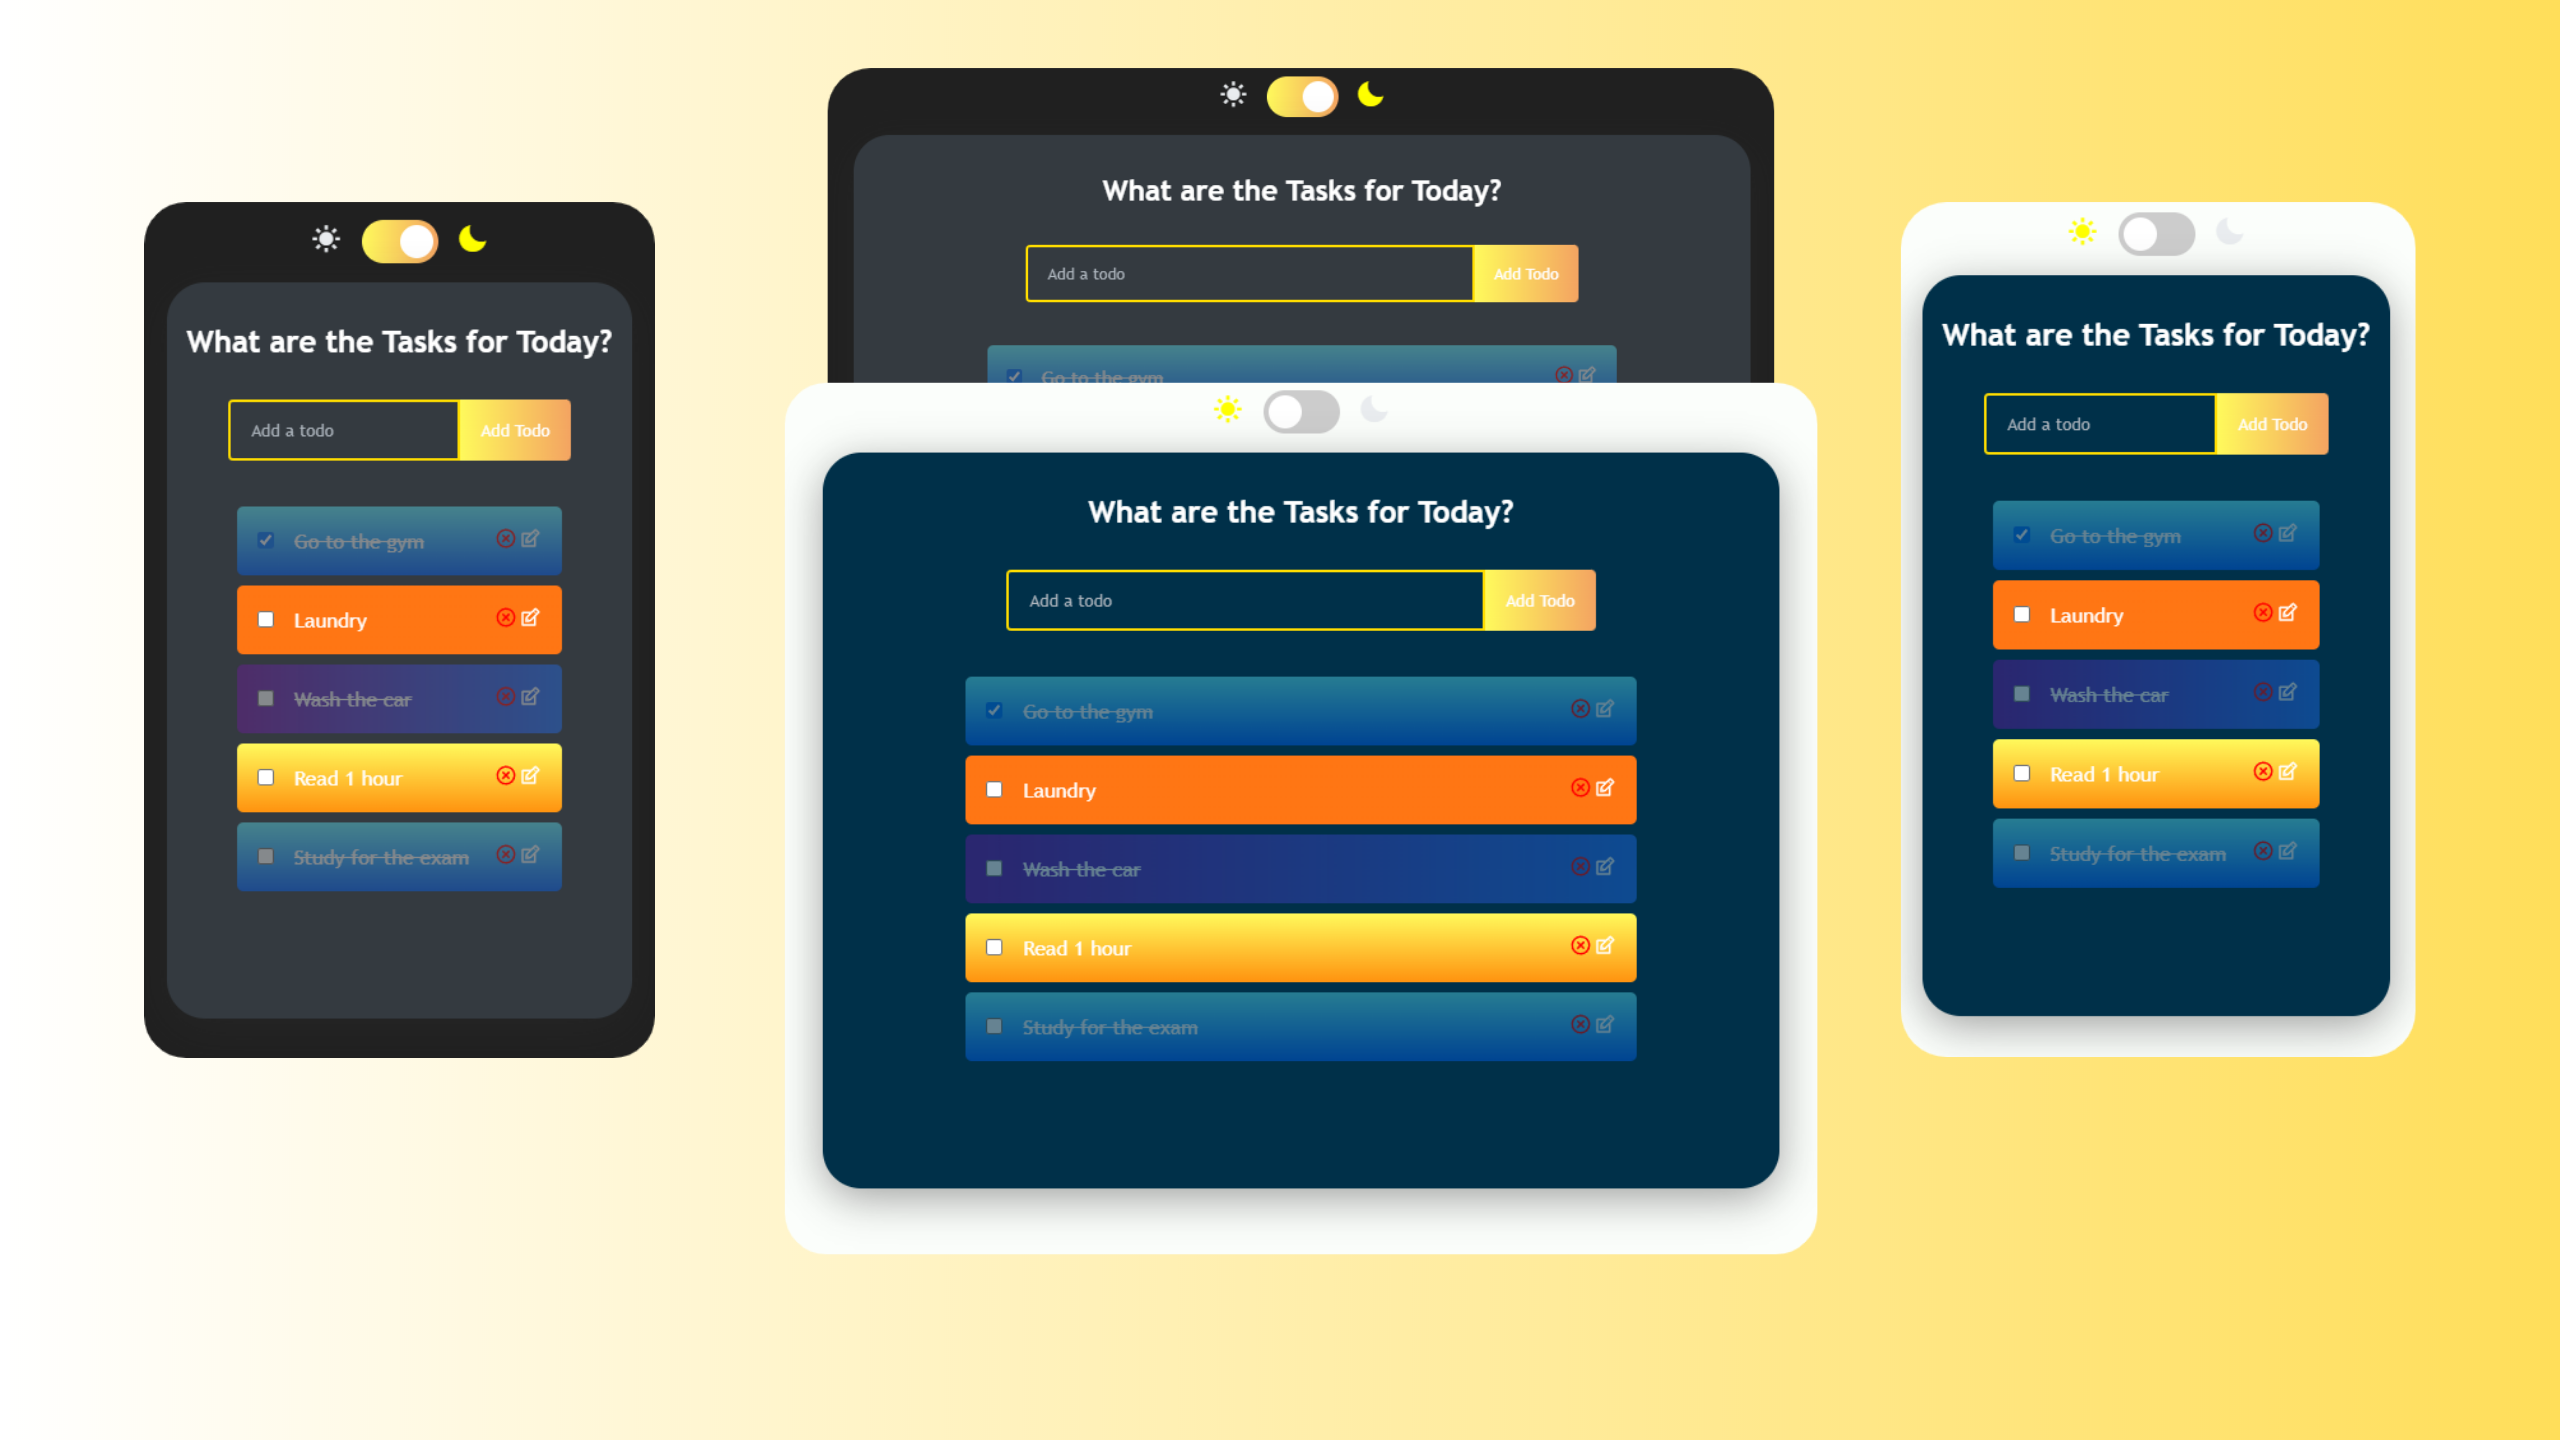 What are the Tasks for Today?
Add a todo
Add Todo
Go to the gym
Laundry
Wash the car
Read 1 hour
Study for the exam
What are the Tasks for Today?
Add a todo
Add Todo
Go to the gym
What are the Tasks for Today?
Add a todo
Add Todo
Go to the gym
Laundry
Wash the car
Read 1 hour
Study for the exam
What are the Tasks for Today?
Add a todo
Add Todo
Go to the gym
Laundry
Wash the car
Read 1 hour
Study for the exam